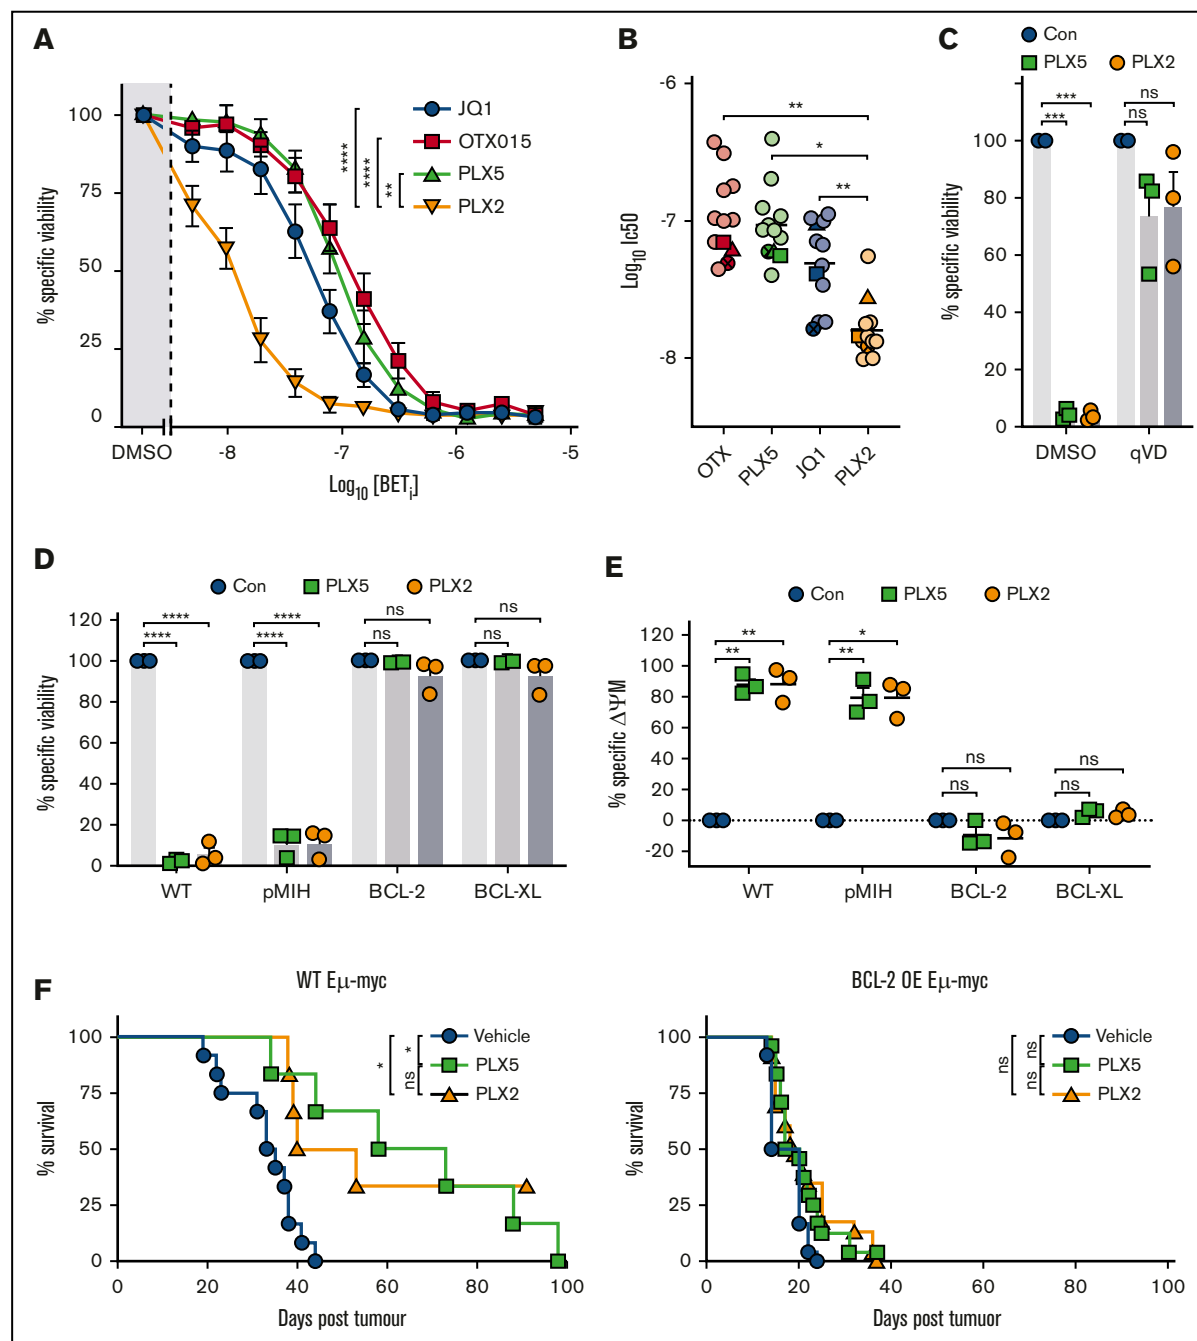 A
100
75
50
25
0
% specific viability
DMSO
-8
-7
-6
-5
Log10 [BETi]
JQ1
OTX015
PLX5
PLX2
****
****
**
B
-6
-7
-8
Log10 Ic50
**
*
**
OTX
PLX5
JQ1
PLX2
C
Con
PLX5
PLX2
***
***
ns
ns
100
80
60
40
20
0
% specific viability
DMSO
qVD
D
Con
PLX5
PLX2
120
100
80
60
40
20
0
% specific viability
****
****
****
****
ns
ns
ns
ns
WT
pMIH
BCL-2
BCL-XL
E
Con
PLX5
PLX2
120
100
80
60
40
20
0
-20
% specific ΔΨM
**
**
*
**
ns
ns
ns
ns
WT
pMIH
BCL-2
BCL-XL
F
WT Eμ-myc
100
75
50
25
0
% survival
0
20
40
60
80
100
Days post tumour
Vehicle
PLX5
PLX2
*
*
ns
BCL-2 OE Eμ-myc
100
75
50
25
0
% survival
0
20
40
60
80
100
Days post tumuor
Vehicle
PLX5
PLX2
ns
ns
ns